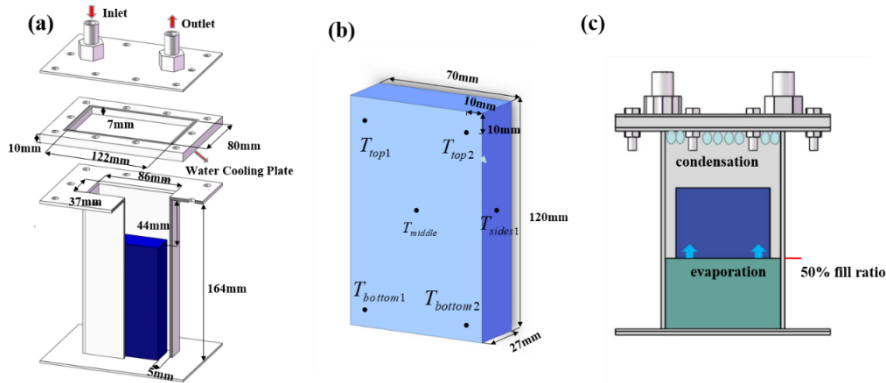 (a)
Inlet
Outlet
7mm
80mm
10mm
122mm
Water Cooling Plate
86mm
37mm
44mm
164mm
5mm
(b)
70mm
10mm
10mm
T_top1
T_top2
T_middle
T_sides1
120mm
T_bottom1
T_bottom2
27mm
(c)
condensation
evaporation
50% fill ratio